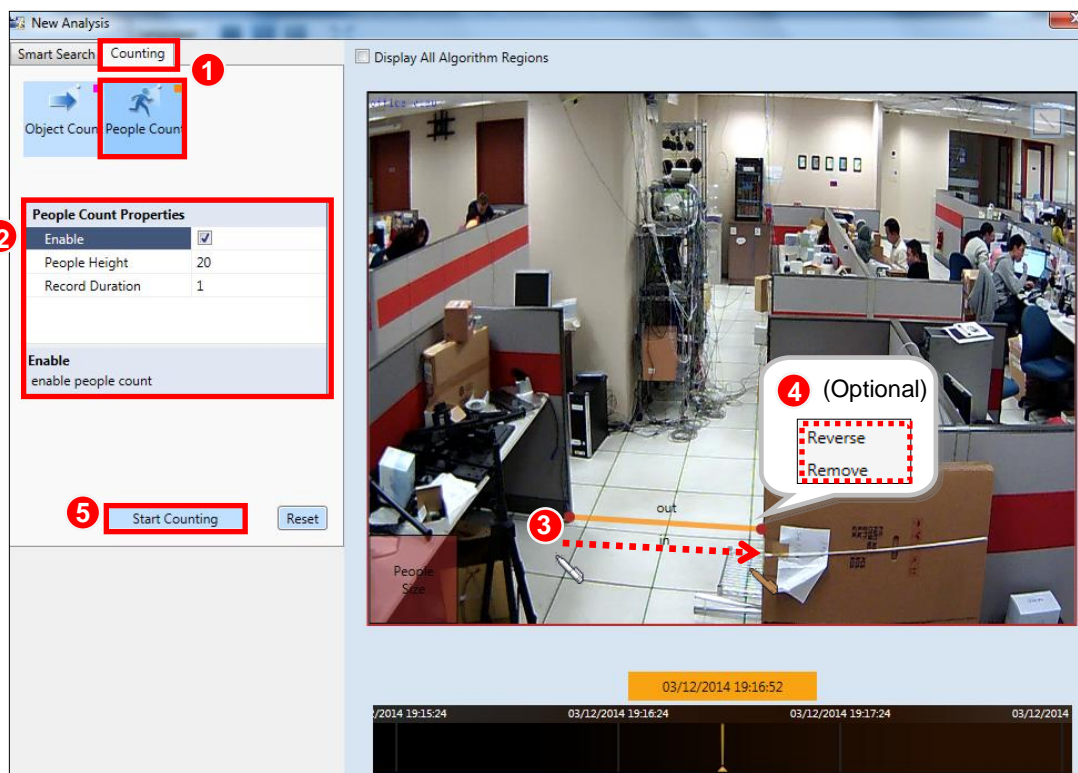 New Analysis
Smart Search
Counting
1
Display All Algorithm Regions
Object Coun
People Count
2
People Count Properties
Enable
People Height 20
Record Duration 1
Enable
enable people count
4 (Optional)
Reverse
Remove
5
Start Counting
Reset
3
out
in
People
Size
03/12/2014 19:16:52
/2014 19:15:24
03/12/2014 19:16:24
03/12/2014 19:17:24
03/12/2014